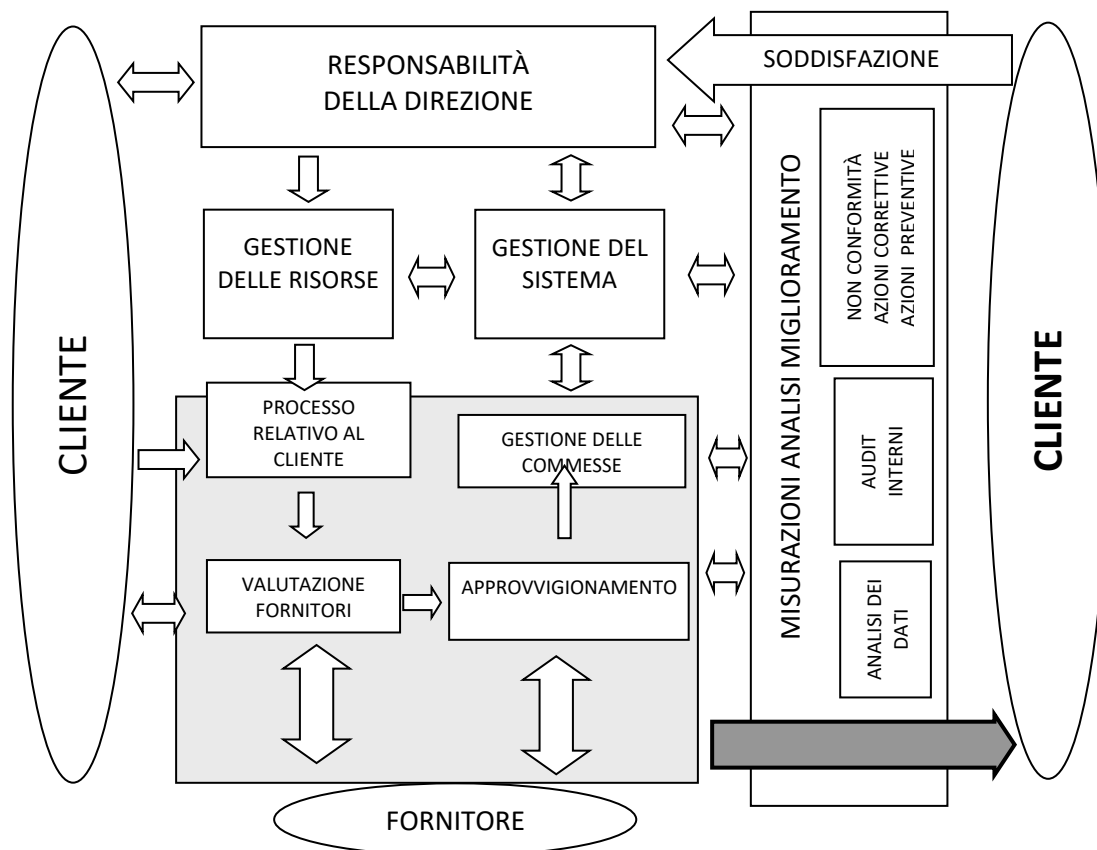 CLIENTE
RESPONSABILITÀ
DELLA DIREZIONE
SODDISFAZIONE
GESTIONE
DELLE RISORSE
GESTIONE DEL
SISTEMA
PROCESSO
RELATIVO AL
CLIENTE
GESTIONE DELLE
COMMESSE
VALUTAZIONE
FORNITORI
APPROVVIGIONAMENTO
FORNITORE
MISURAZIONI ANALISI MIGLIORAMENTO
NON CONFORMITÀ
AZIONI CORRETTIVE
AZIONI PREVENTIVE
AUDIT
INTERNI
ANALISI DEI
DATI
CLIENTE